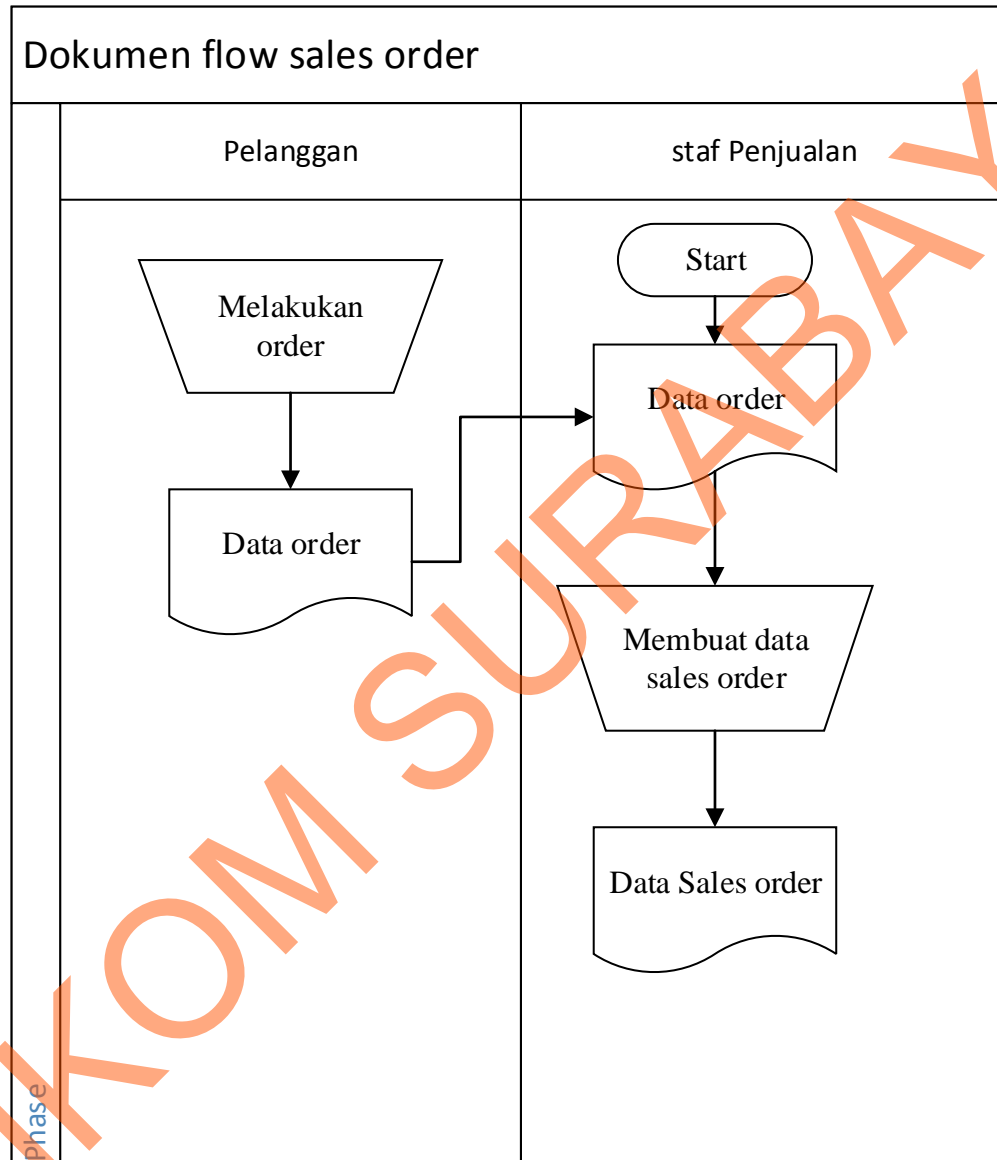 Dokumen flow sales order
Pelanggan
staf Penjualan
Melakukan
order
Data order
Start
Data order
Membuat data
sales order
Data Sales order
Phase
IKOM SURABAY